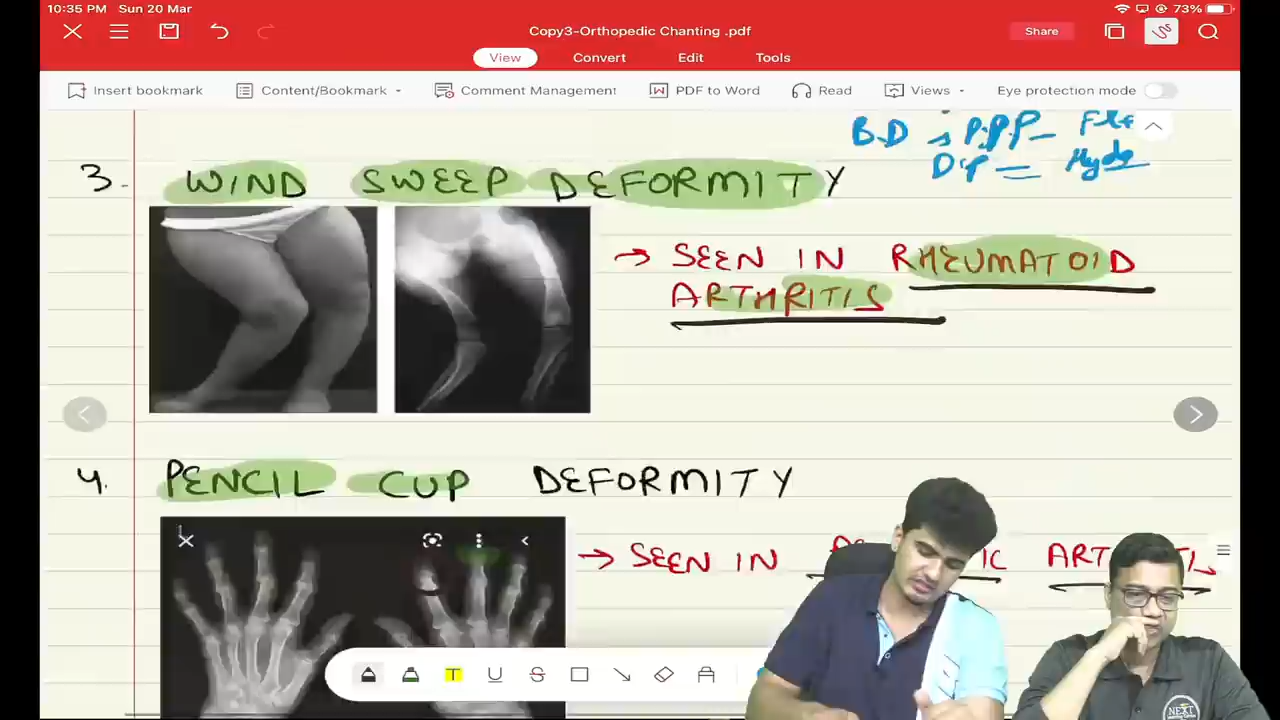 10:35 PM Sun 20 Mar
73%
Copy3-Orthopedic Chanting .pdf
Share
View Convert Edit Tools
Insert bookmark Content/Bookmark Comment Management PDF to Word Read Views Eye protection mode
B.D P.P.P
D.P
3. WIND SWEEP DEFORMITY
→ SEEN IN RHEUMATOID
ARTHRITIS
4. PENCIL CUP DEFORMITY
→ SEEN IN
T
U
S
NEXT